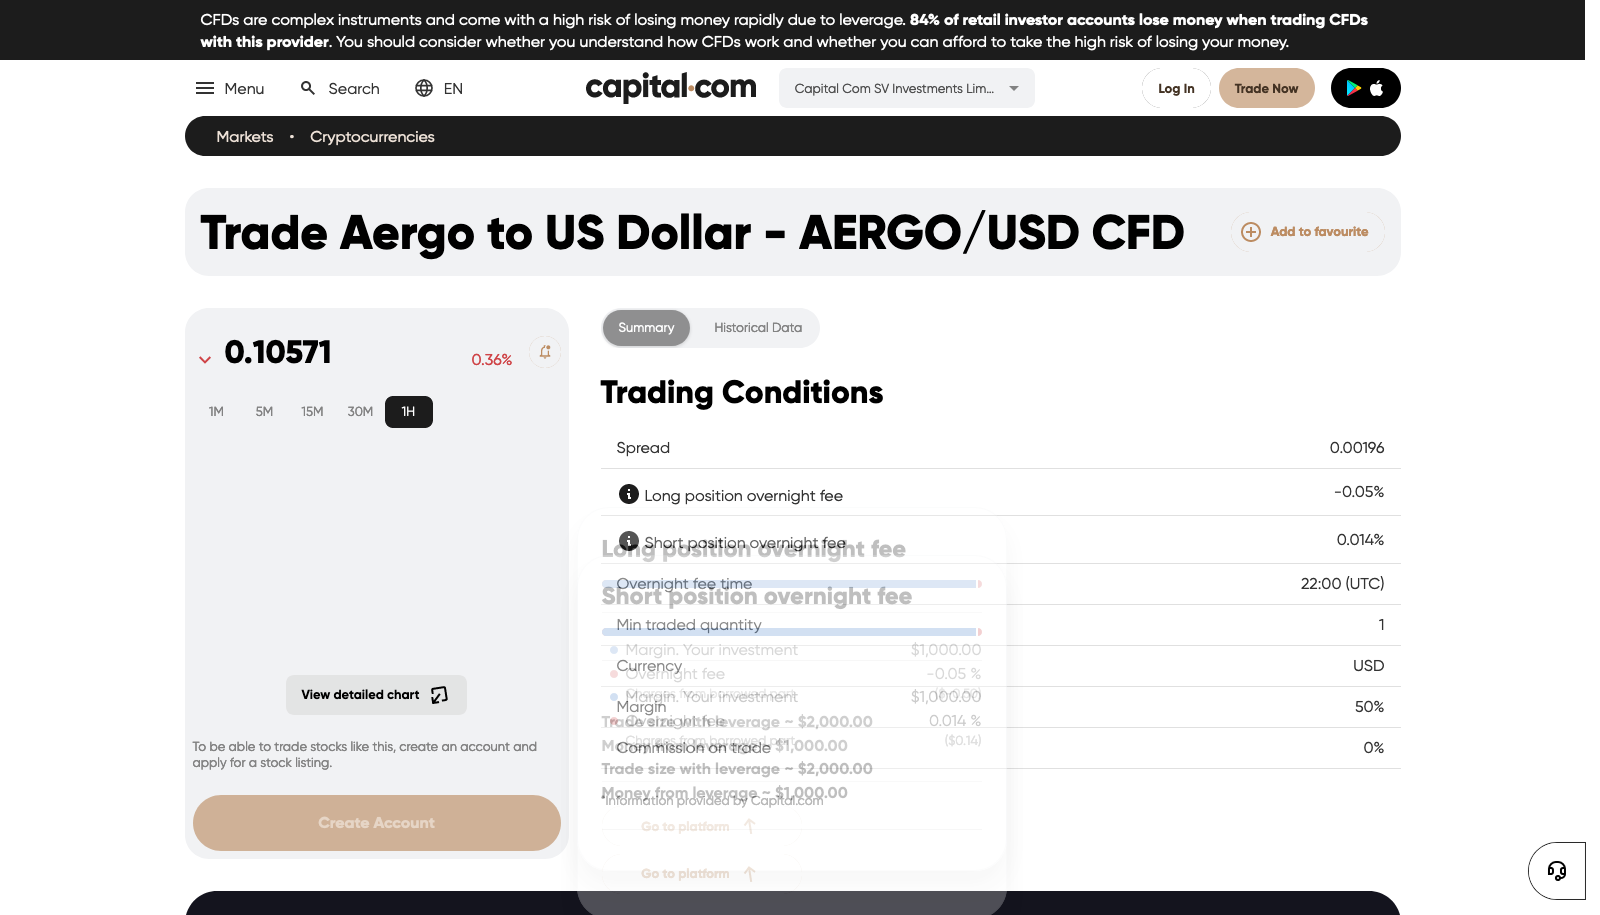 CFDs are complex instruments and come with a high risk of losing money rapidly due to leverage. 84% of retail investor accounts lose money when trading CFDs
with this provider. You should consider whether you understand how CFDs work and whether you can afford to take the high risk of losing your money.
Menu Search EN capital.com Capital Com SV Investments Lim... Log In Trade Now
Markets • Cryptocurrencies
Trade Aergo to US Dollar - AERGO/USD CFD Add to favourite
0.10571 0.36%
1M 5M 15M 30M 1H
View detailed chart
To be able to trade stocks like this, create an account and
apply for a stock listing.
Create Account
Summary Historical Data
Trading Conditions
Spread 0.00196
Long position overnight fee -0.05%
Short position overnight fee 0.014%
Overnight fee time 22:00 (UTC)
Min traded quantity 1
Currency USD
Margin 50%
Commission on trade 0%
*Information provided by Capital.com
Long position overnight fee
Margin. Your investment $1,000.00
Overnight fee -0.05 %
Trade size with leverage ~ $2,000.00
Money from leverage ~ $1,000.00
Go to platform
Short position overnight fee
Margin. Your investment $1,000.00
Overnight fee 0.014 %
Charges from borrowed part ($0.14)
Trade size with leverage ~ $2,000.00
Money from leverage ~ $1,000.00
Go to platform